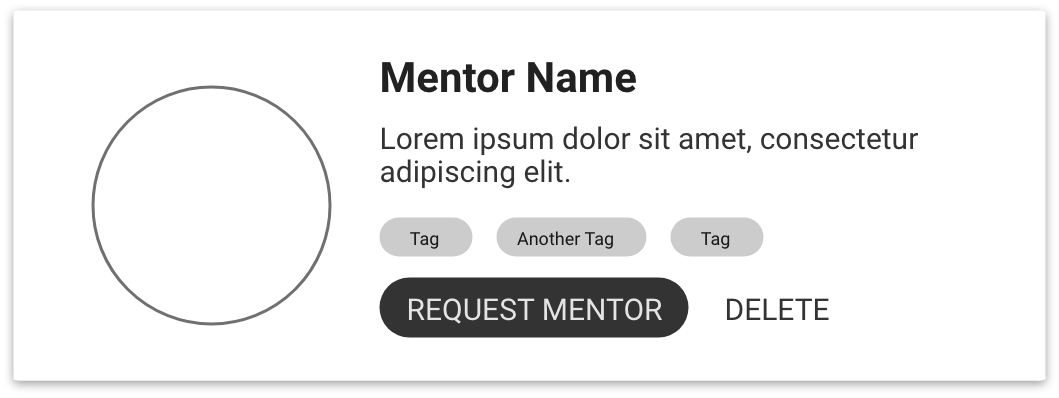 Mentor Name
Lorem ipsum dolor sit amet, consectetur
adipiscing elit.
Tag Another Tag Tag
REQUEST MENTOR DELETE